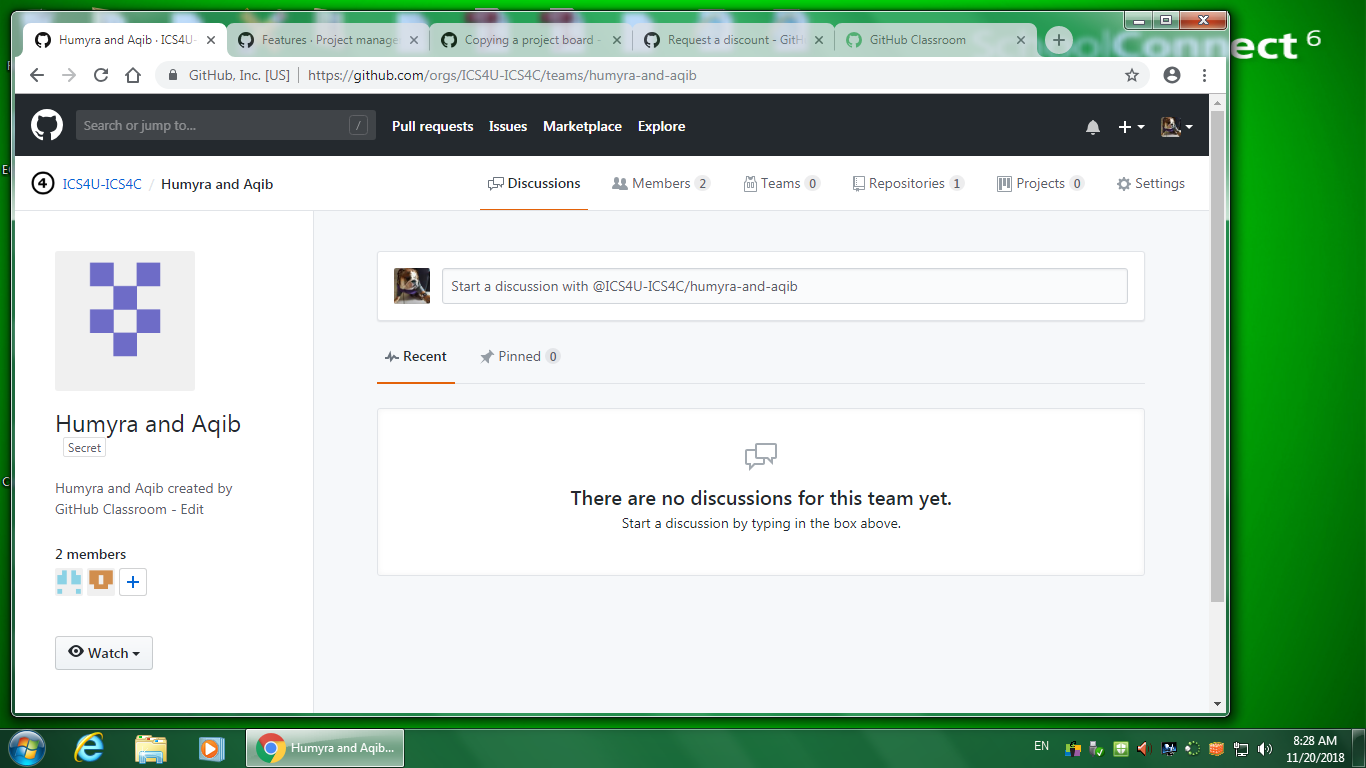 Humyra and Aqib · ICS4U-
Features · Project manage
Copying a project board -
Request a discount - GitH
GitHub Classroom
SchoolConnect 6
GitHub, Inc. [US] | https://github.com/orgs/ICS4U-ICS4C/teams/humyra-and-aqib
Search or jump to... /
Pull requests Issues Marketplace Explore
4 ICS4U-ICS4C / Humyra and Aqib
Discussions Members 2 Teams 0 Repositories 1 Projects 0 Settings
Start a discussion with @ICS4U-ICS4C/humyra-and-aqib
Recent Pinned 0
Humyra and Aqib
Secret
Humyra and Aqib created by
GitHub Classroom - Edit
2 members
+
Watch
There are no discussions for this team yet.
Start a discussion by typing in the box above.
Humyra and Aqib...
EN
8:28 AM
11/20/2018